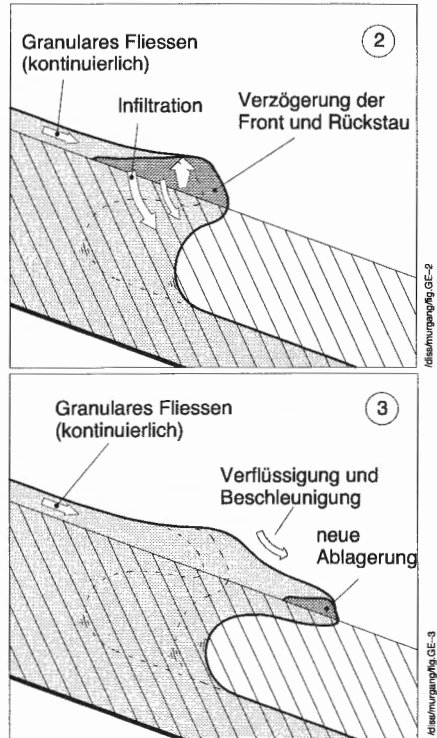 Granulares Fliessen
(kontinuierlich)
2
Infiltration
Verzögerung der
Front und Rückstau
/diss/murgang/fig.GE-2
Granulares Fliessen
(kontinuierlich)
3
Verflüssigung und
Beschleunigung
neue
Ablagerung
/diss/murgang/fig.GE-3